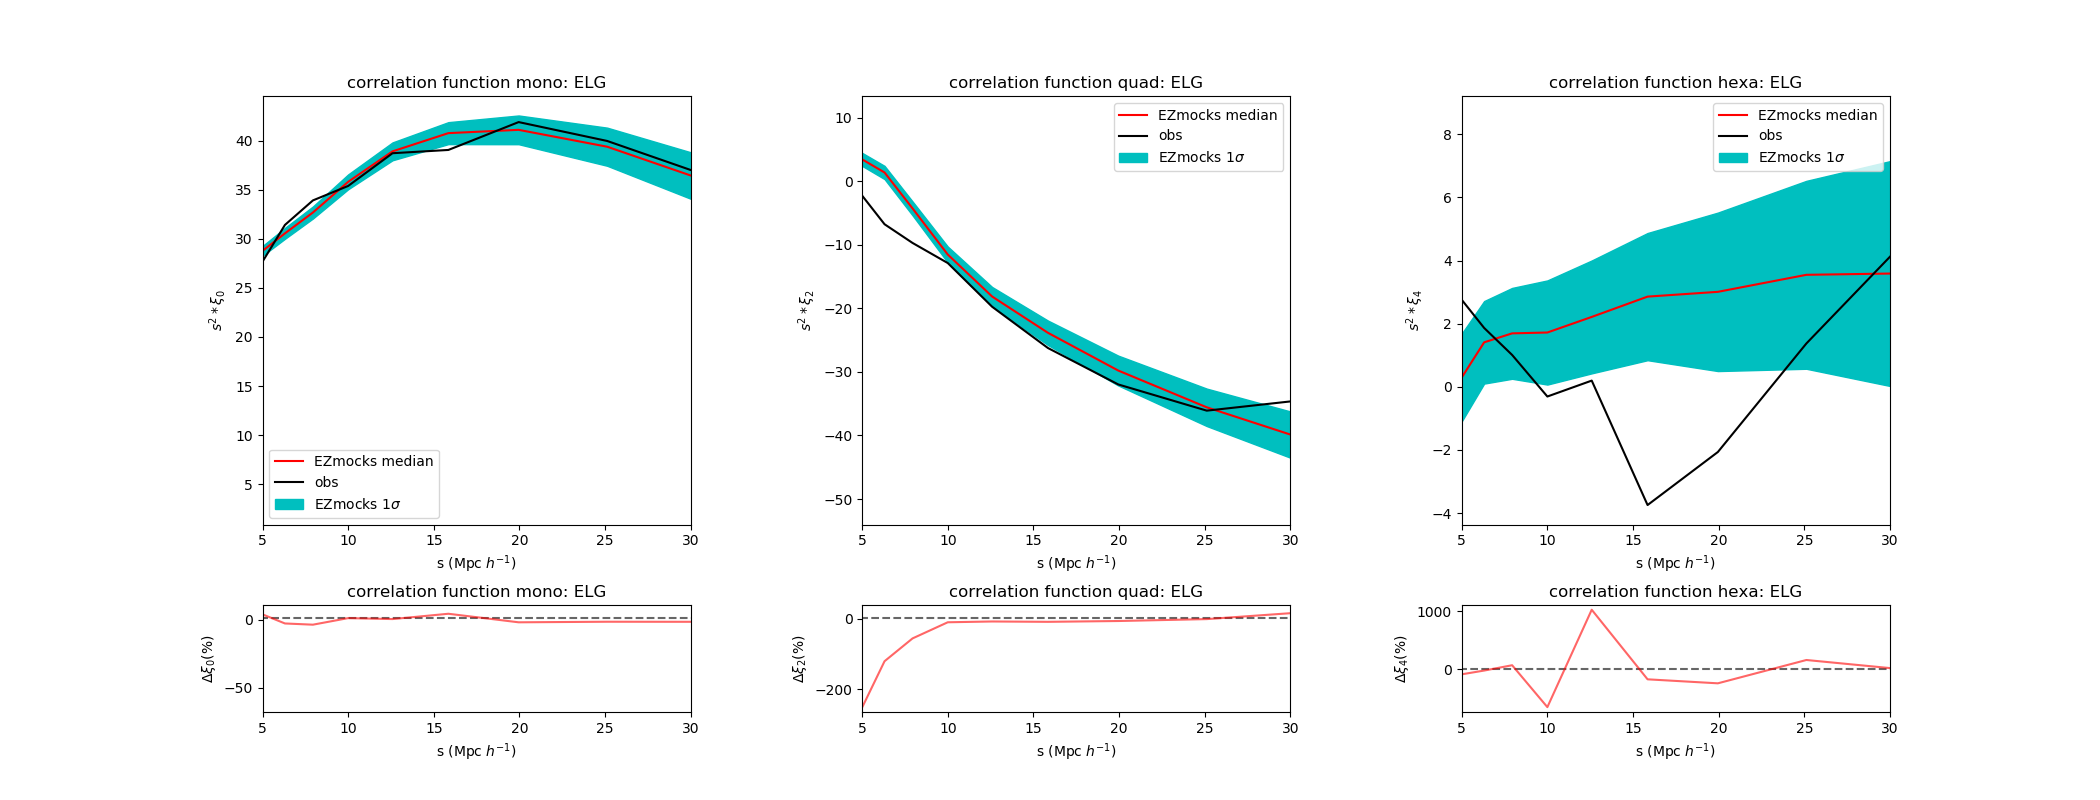 correlation function mono: ELG
40
35
30
25
20
15
10
5
s² * ξ₀
EZmocks median
obs
EZmocks 1σ
5 10 15 20 25 30
s (Mpc h⁻¹)
correlation function quad: ELG
10
0
−10
−20
−30
−40
−50
s² * ξ₂
EZmocks median
obs
EZmocks 1σ
5 10 15 20 25 30
s (Mpc h⁻¹)
correlation function hexa: ELG
8
6
4
2
0
−2
−4
s² * ξ₄
EZmocks median
obs
EZmocks 1σ
5 10 15 20 25 30
s (Mpc h⁻¹)
correlation function mono: ELG
0
−50
Δξ₀(%)
5 10 15 20 25 30
s (Mpc h⁻¹)
correlation function quad: ELG
0
−200
Δξ₂(%)
5 10 15 20 25 30
s (Mpc h⁻¹)
correlation function hexa: ELG
1000
0
Δξ₄(%)
5 10 15 20 25 30
s (Mpc h⁻¹)